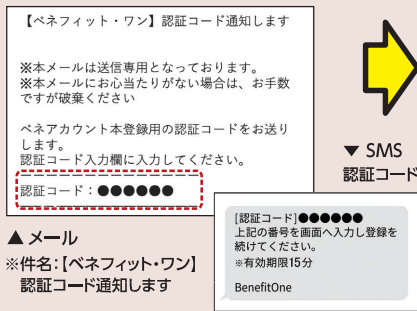 【ベネフィット・ワン】認証コード通知します
※本メールは送信専用となっております。
※本メールにお心当たりがない場合は、お手数
ですが破棄ください
ベネアカウント本登録用の認証コードをお送り
します。
認証コード入力欄に入力してください。
認証コード：●●●●●●
▲メール
※件名：【ベネフィット・ワン】
認証コード通知します
▼ SMS
認証コード
[認証コード]●●●●●●
上記の番号を画面へ入力し登録を
続けてください。
※有効期限15分
BenefitOne